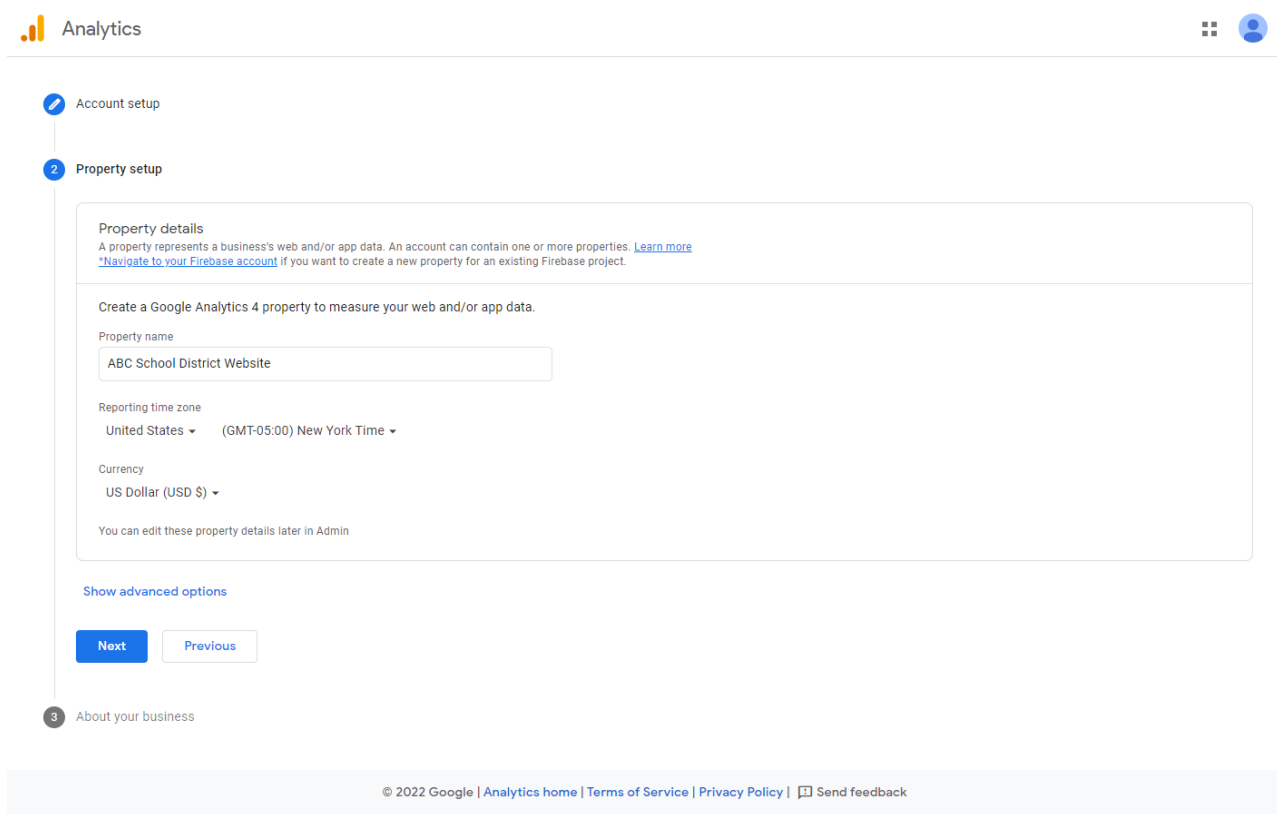 Analytics
Account setup
2 Property setup
Property details
A property represents a business's web and/or app data. An account can contain one or more properties. Learn more
*Navigate to your Firebase account if you want to create a new property for an existing Firebase project.
Create a Google Analytics 4 property to measure your web and/or app data.
Property name
ABC School District Website
Reporting time zone
United States (GMT-05:00) New York Time
Currency
US Dollar (USD $)
You can edit these property details later in Admin
Show advanced options
Next Previous
3 About your business
© 2022 Google | Analytics home | Terms of Service | Privacy Policy | Send feedback